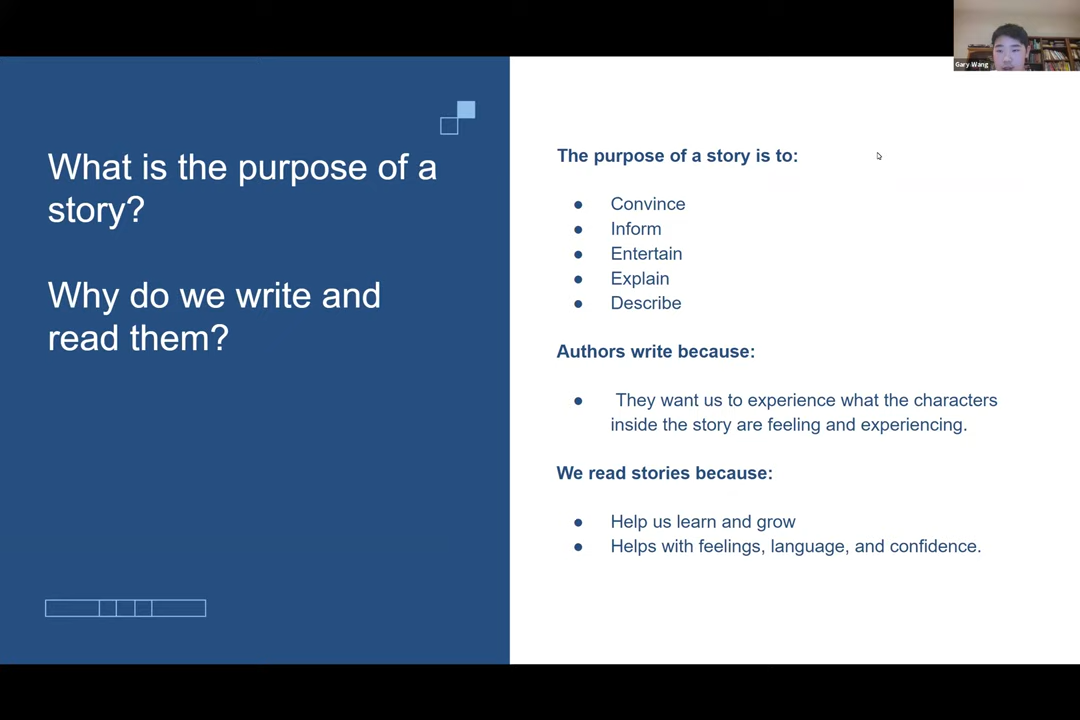 Gary Wang
What is the purpose of a
story?
Why do we write and
read them?
The purpose of a story is to:
● Convince
● Inform
● Entertain
● Explain
● Describe
Authors write because:
● They want us to experience what the characters
inside the story are feeling and experiencing.
We read stories because:
● Help us learn and grow
● Helps with feelings, language, and confidence.